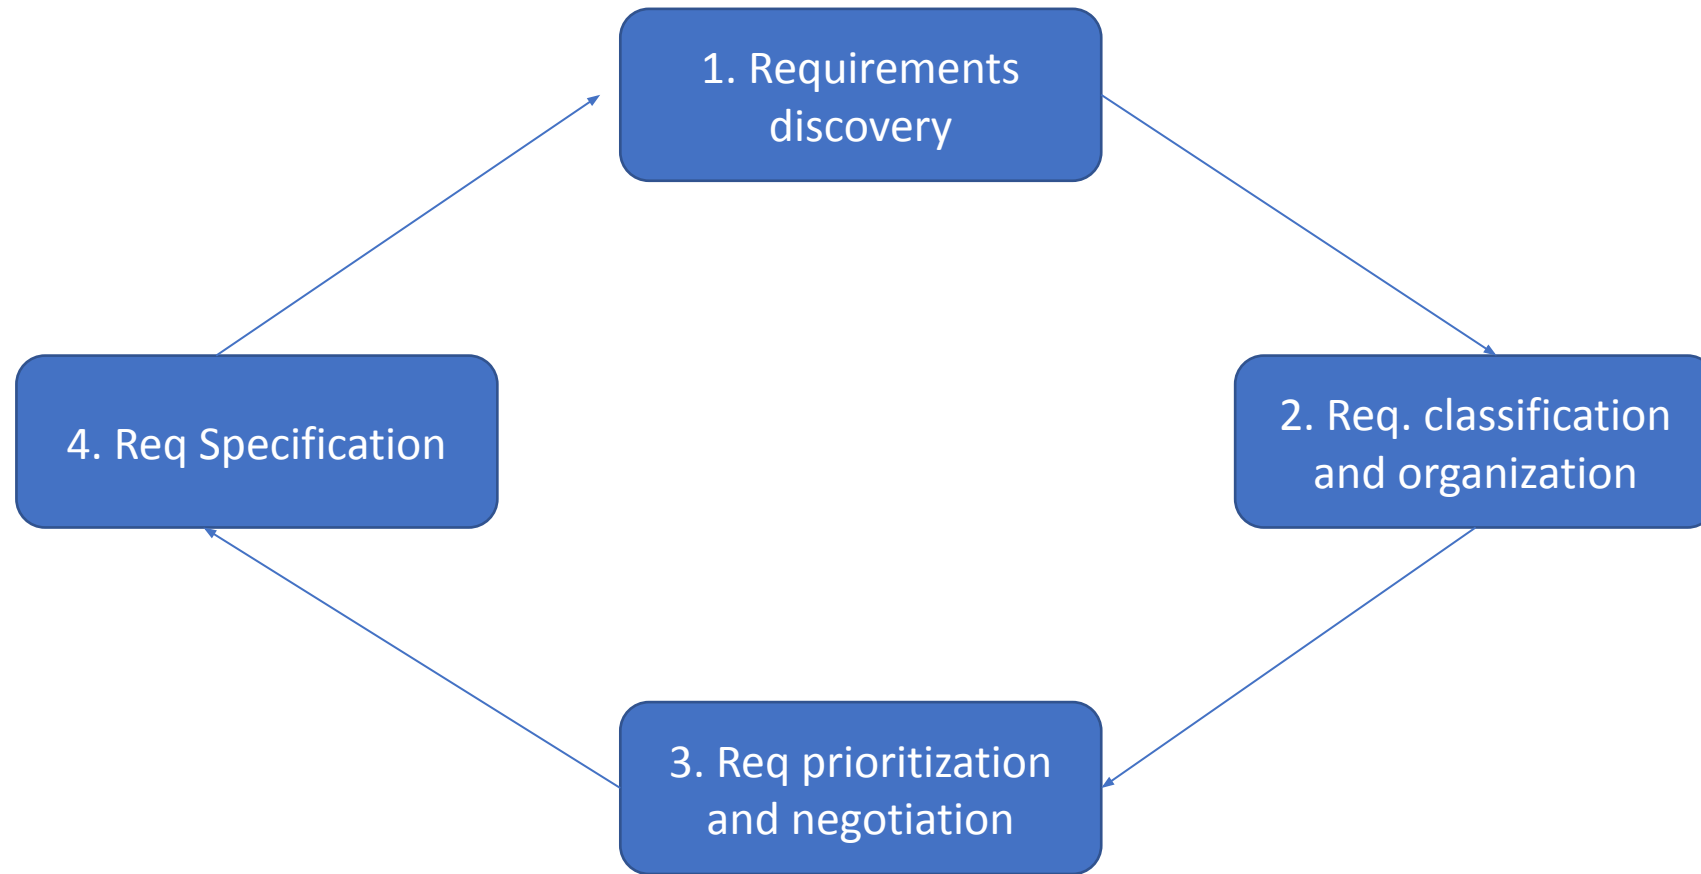 1. Requirements
discovery
2. Req. classification
and organization
3. Req prioritization
and negotiation
4. Req Specification